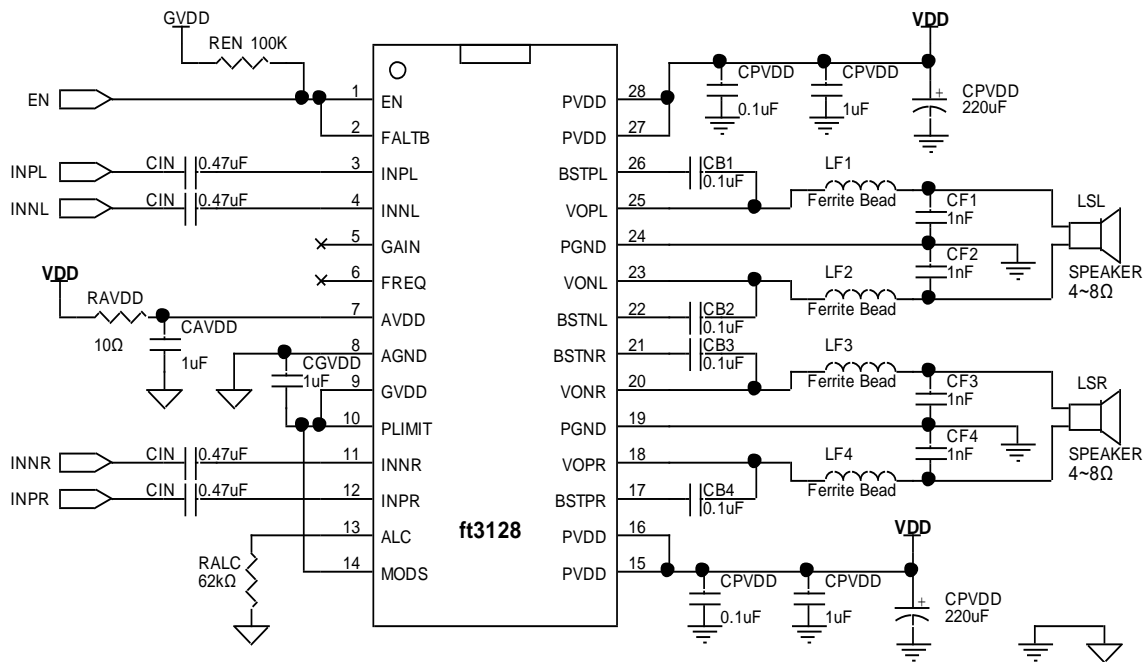 GVDD
REN 100K
EN
INPL
CIN 0.47uF
INNL
CIN 0.47uF
VDD
RAVDD
10Ω
CAVDD
1uF
CGVDD
1uF
INNR
CIN 0.47uF
INPR
CIN 0.47uF
RALC
62kΩ
1 EN
2 FALTB
3 INPL
4 INNL
5 GAIN
6 FREQ
7 AVDD
8 AGND
9 GVDD
10 PLIMIT
11 INNR
12 INPR
13 ALC
14 MODS
ft3128
PVDD 28
PVDD 27
BSTPL 26
VOPL 25
PGND 24
VONL 23
BSTNL 22
BSTNR 21
VONR 20
PGND 19
VOPR 18
BSTPR 17
PVDD 16
PVDD 15
VDD
CPVDD
0.1uF
CPVDD
1uF
+
CPVDD
220uF
CB1
0.1uF
LF1
Ferrite Bead
CF1
1nF
CF2
1nF
LSL
SPEAKER
4~8Ω
LF2
Ferrite Bead
CB2
0.1uF
CB3
0.1uF
LF3
Ferrite Bead
CF3
1nF
CF4
1nF
LSR
SPEAKER
4~8Ω
LF4
Ferrite Bead
CB4
0.1uF
VDD
CPVDD
0.1uF
CPVDD
1uF
+
CPVDD
220uF